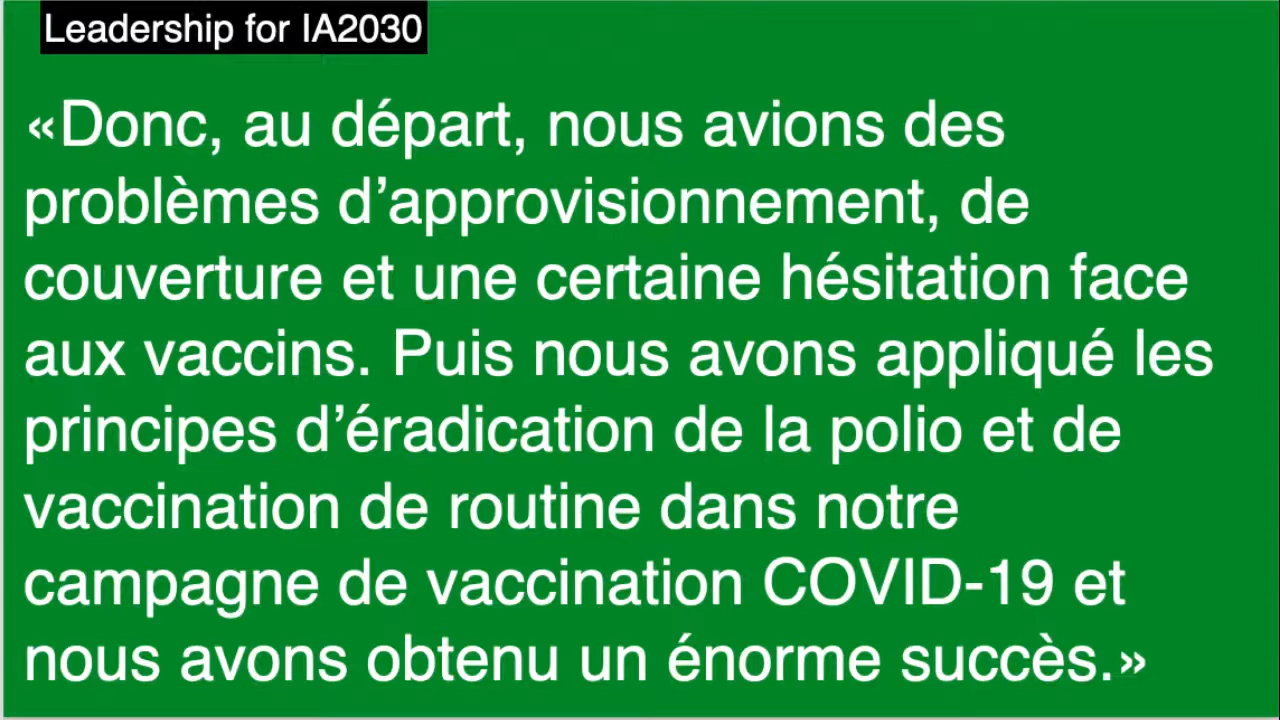 Leadership for IA2030
«Donc, au départ, nous avions des
problèmes d’approvisionnement, de
couverture et une certaine hésitation face
aux vaccins. Puis nous avons appliqué les
principes d’éradication de la polio et de
vaccination de routine dans notre
campagne de vaccination COVID-19 et
nous avons obtenu un énorme succès.»